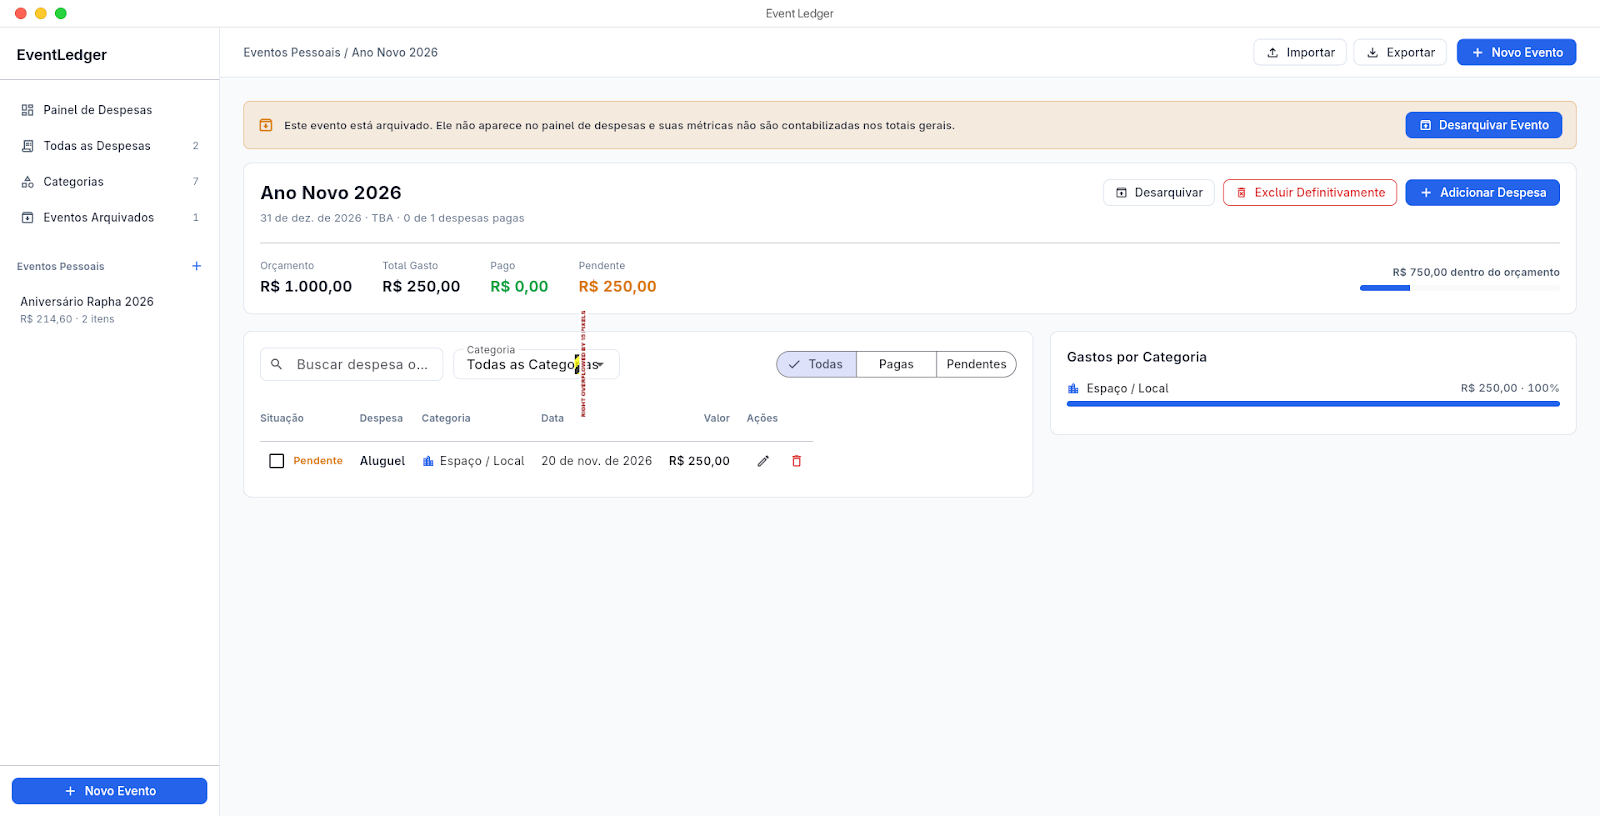 Event Ledger
EventLedger
Eventos Pessoais / Ano Novo 2026
Importar
Exportar
Novo Evento
Painel de Despesas
Todas as Despesas 2
Categorias 7
Eventos Arquivados 1
Eventos Pessoais +
Aniversário Rapha 2026
R$ 214,60 · 2 itens
Novo Evento
Este evento está arquivado. Ele não aparece no painel de despesas e suas métricas não são contabilizadas nos totais gerais.
Desarquivar Evento
Ano Novo 2026
31 de dez. de 2026 · TBA · 0 de 1 despesas pagas
Desarquivar
Excluir Definitivamente
Adicionar Despesa
Orçamento Total Gasto Pago Pendente
R$ 1.000,00 R$ 250,00 R$ 0,00 R$ 250,00
R$ 750,00 dentro do orçamento
RIGHT OVERFLOWED BY 15 PIXELS
Buscar despesa o...
Categoria
Todas as Categorias
Todas Pagas Pendentes
Situação Despesa Categoria Data Valor Ações
Pendente Aluguel Espaço / Local 20 de nov. de 2026 R$ 250,00
Gastos por Categoria
Espaço / Local R$ 250,00 · 100%